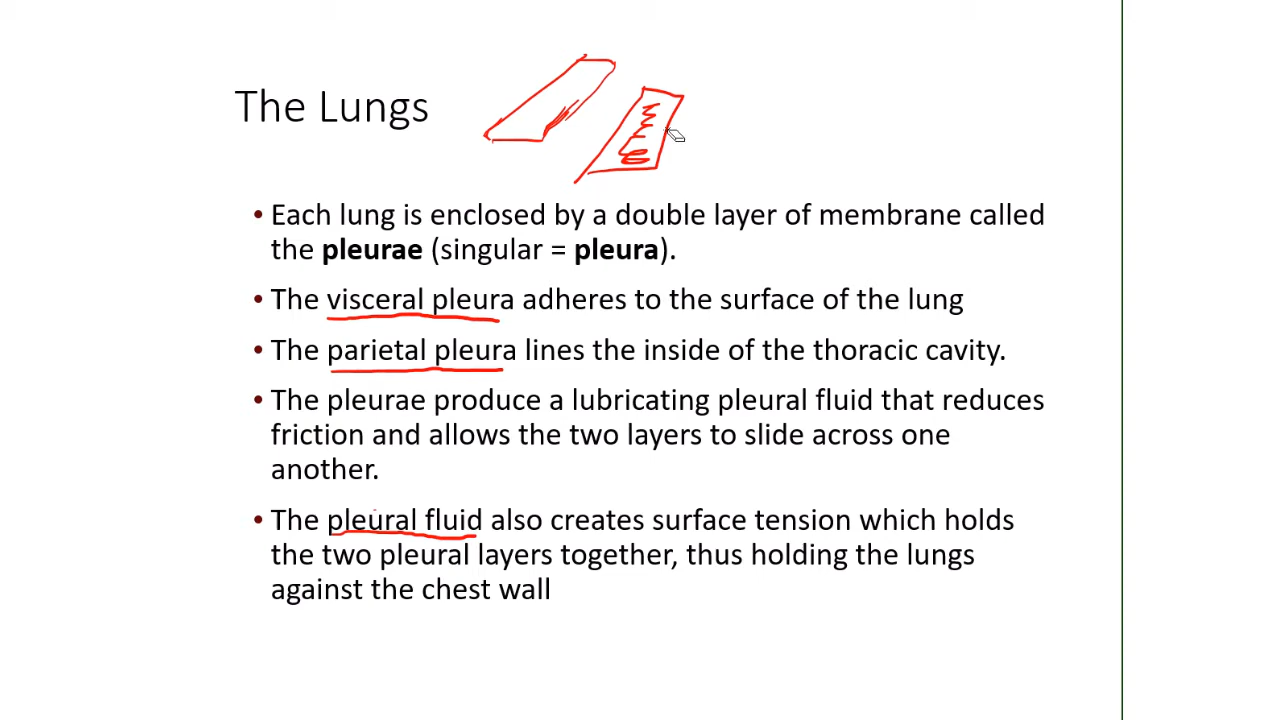 The Lungs
• Each lung is enclosed by a double layer of membrane called
the pleurae (singular = pleura).
• The visceral pleura adheres to the surface of the lung
• The parietal pleura lines the inside of the thoracic cavity.
• The pleurae produce a lubricating pleural fluid that reduces
friction and allows the two layers to slide across one
another.
• The pleural fluid also creates surface tension which holds
the two pleural layers together, thus holding the lungs
against the chest wall